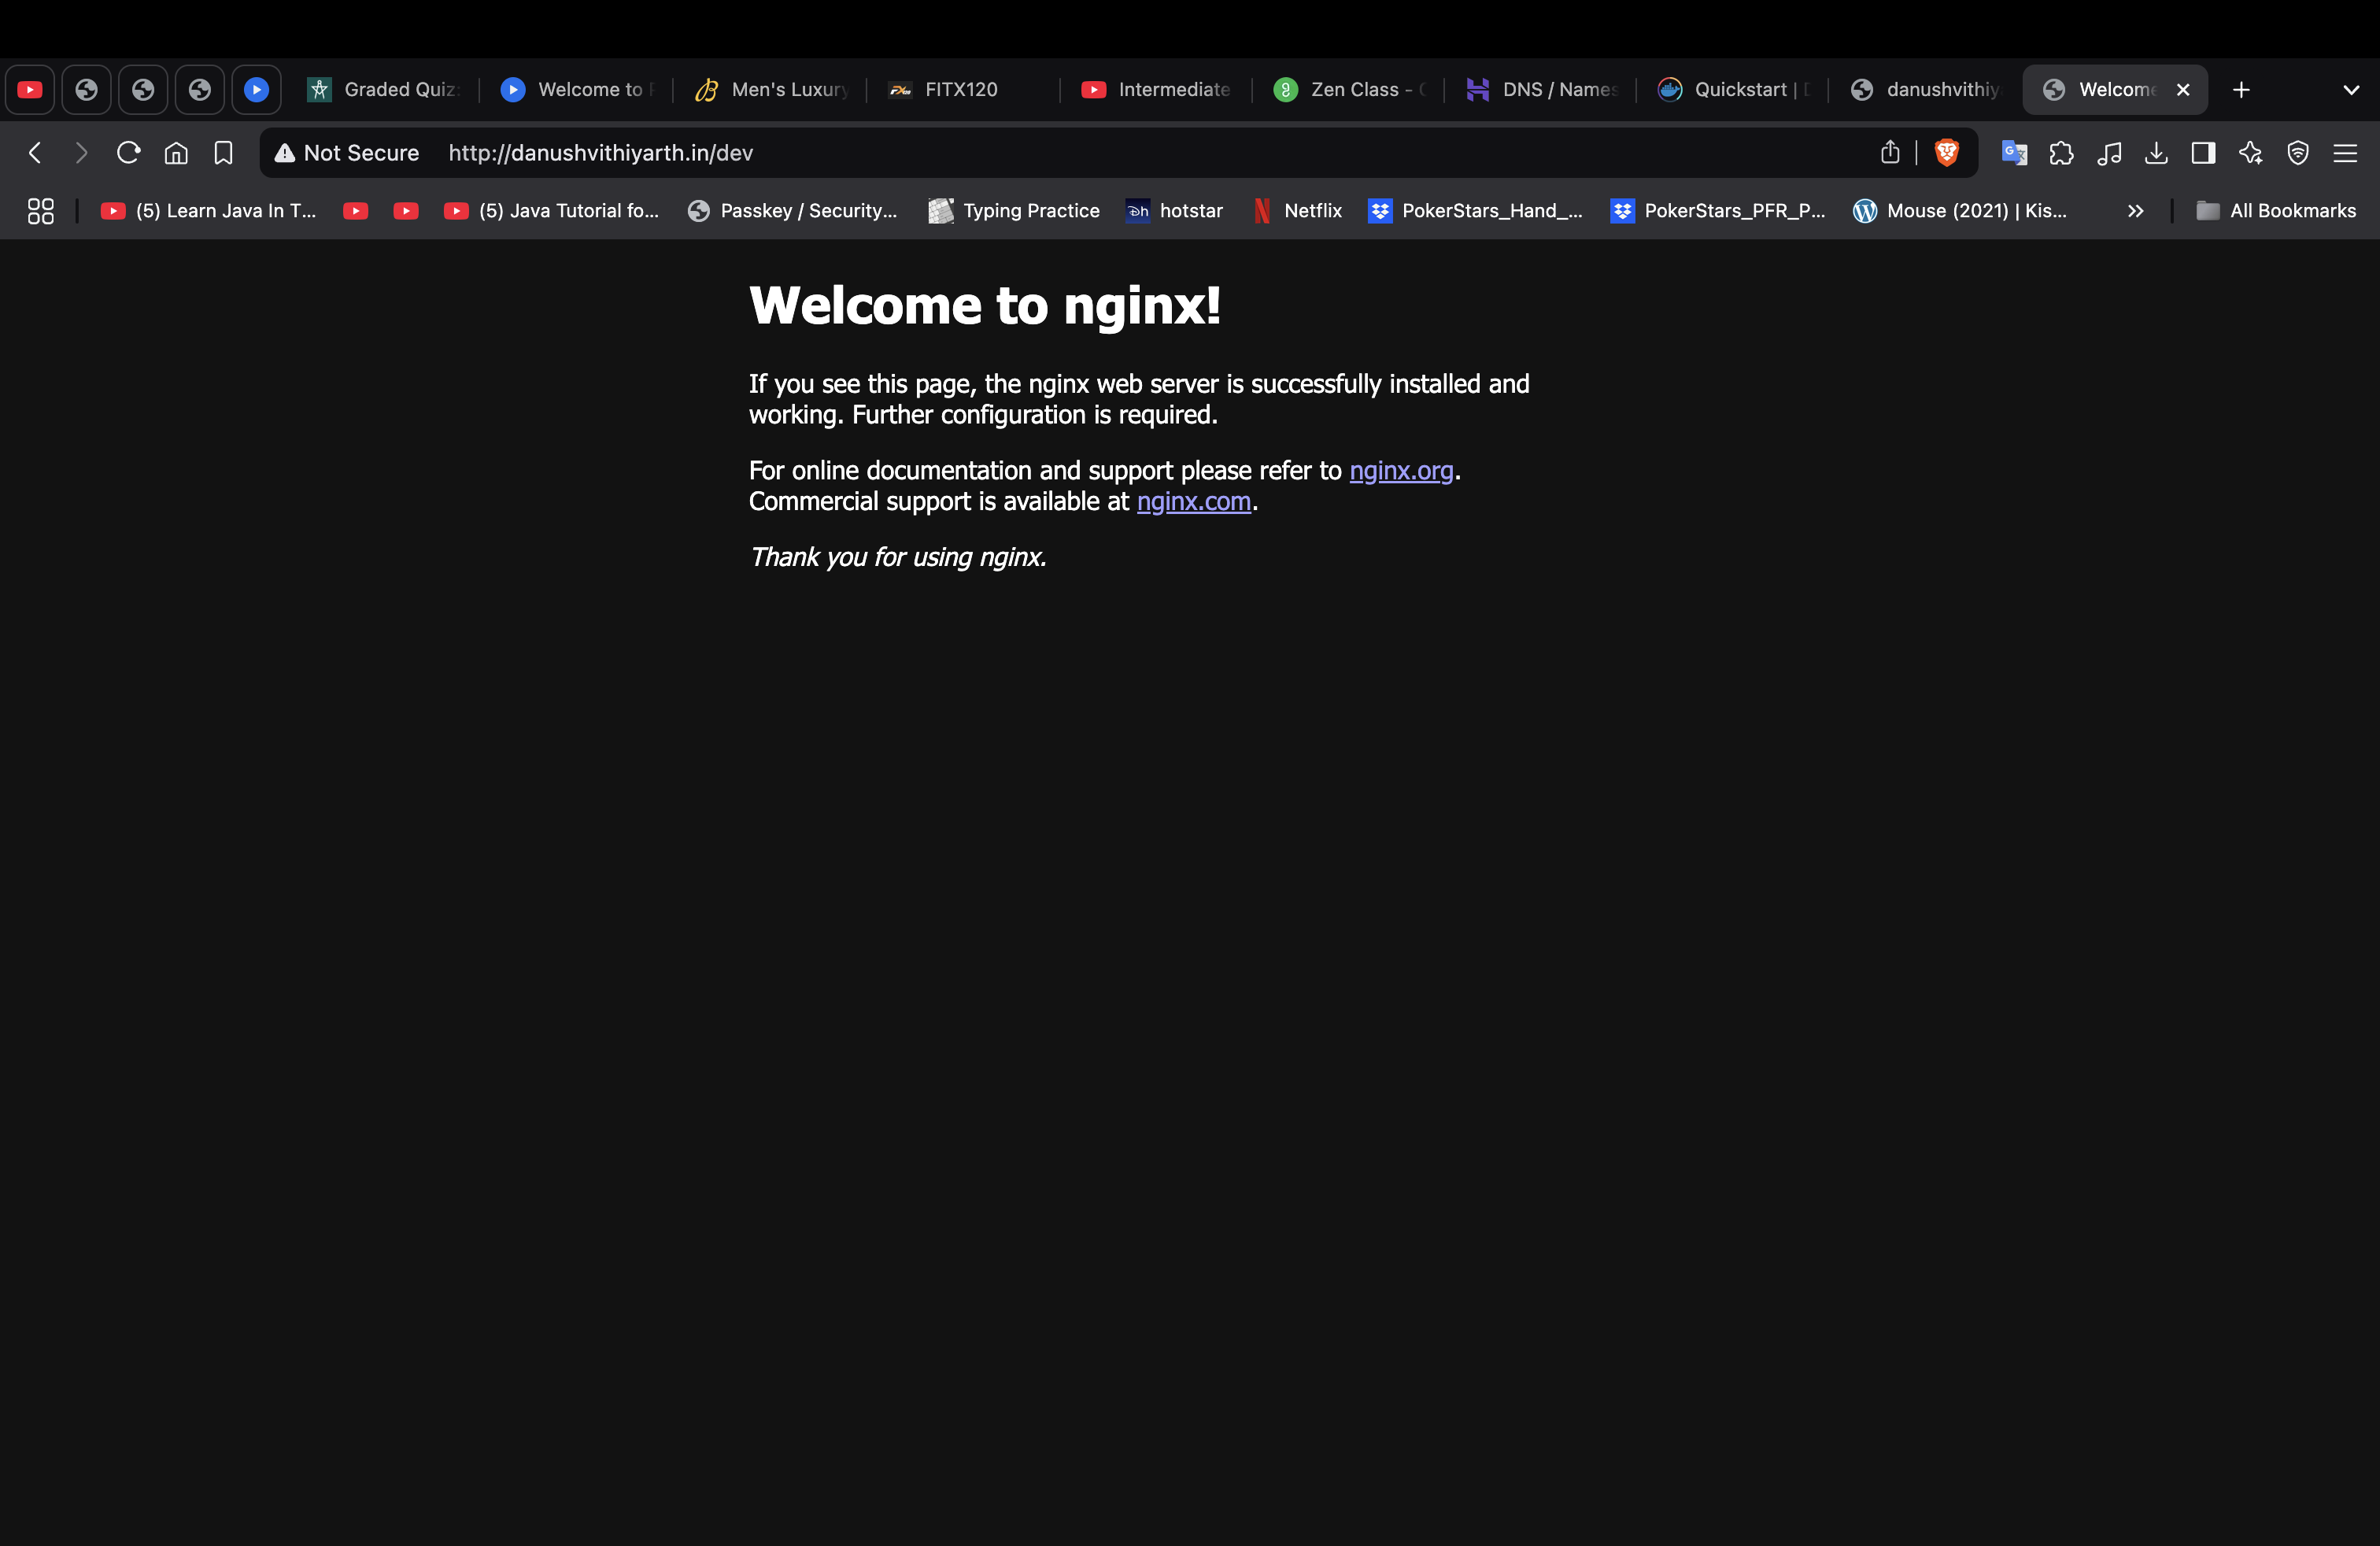 Graded Quiz:
Welcome to
Men's Luxury
FITX120
Intermediate
Zen Class -
DNS / Names
Quickstart |
danushvithiy
Welcome
Not Secure
http://danushvithiyarth.in/dev
(5) Learn Java In T...
(5) Java Tutorial fo...
Passkey / Security...
Typing Practice
hotstar
Netflix
PokerStars_Hand_...
PokerStars_PFR_P...
Mouse (2021) | Kis...
All Bookmarks
Welcome to nginx!
If you see this page, the nginx web server is successfully installed and
working. Further configuration is required.
For online documentation and support please refer to nginx.org.
Commercial support is available at nginx.com.
Thank you for using nginx.